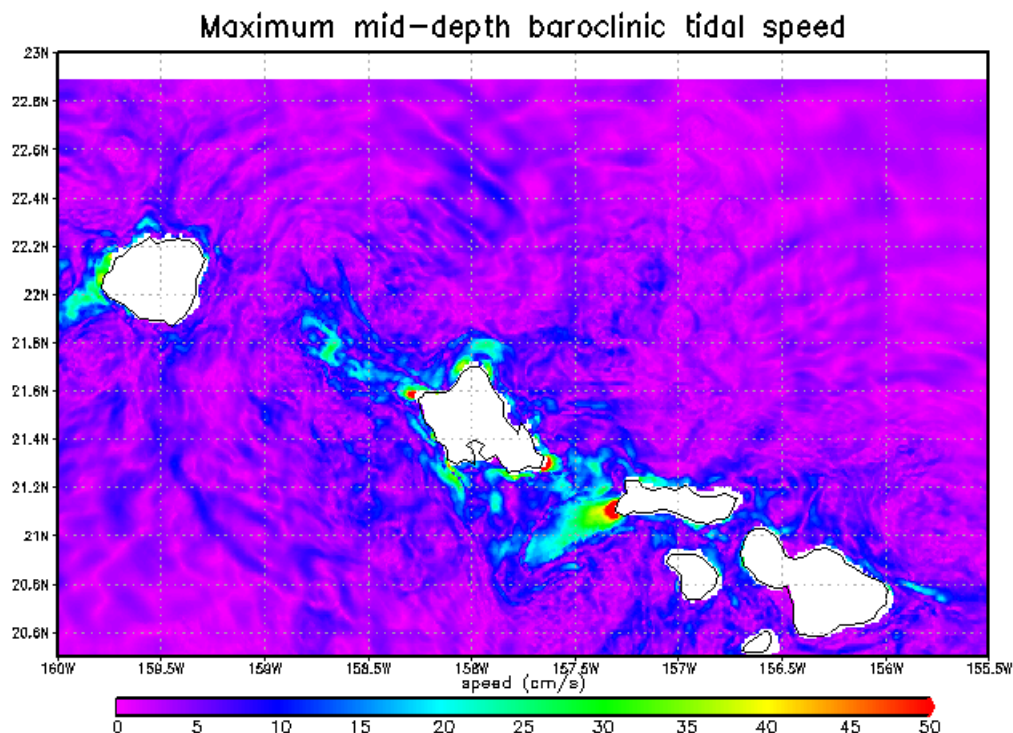 Maximum mid-depth baroclinic tidal speed
23N
22.8N
22.6N
22.4N
22.2N
22N
21.8N
21.6N
21.4N
21.2N
21N
20.8N
20.6N
160W 159.5W 159W 158.5W 158W 157.5W 157W 156.5W 156W 155.5W
speed (cm/s)
0 5 10 15 20 25 30 35 40 45 50